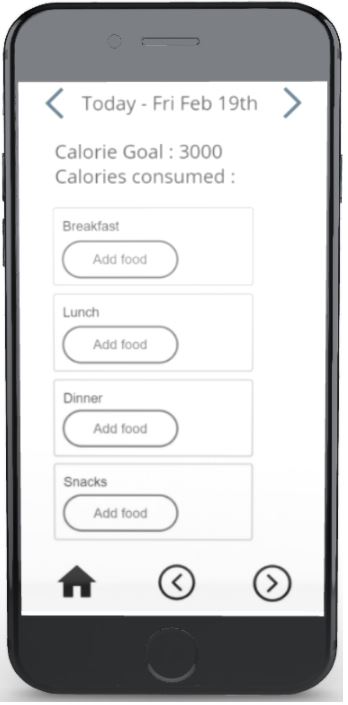 Today - Fri Feb 19th
Calorie Goal : 3000
Calories consumed :
Breakfast
Add food
Lunch
Add food
Dinner
Add food
Snacks
Add food